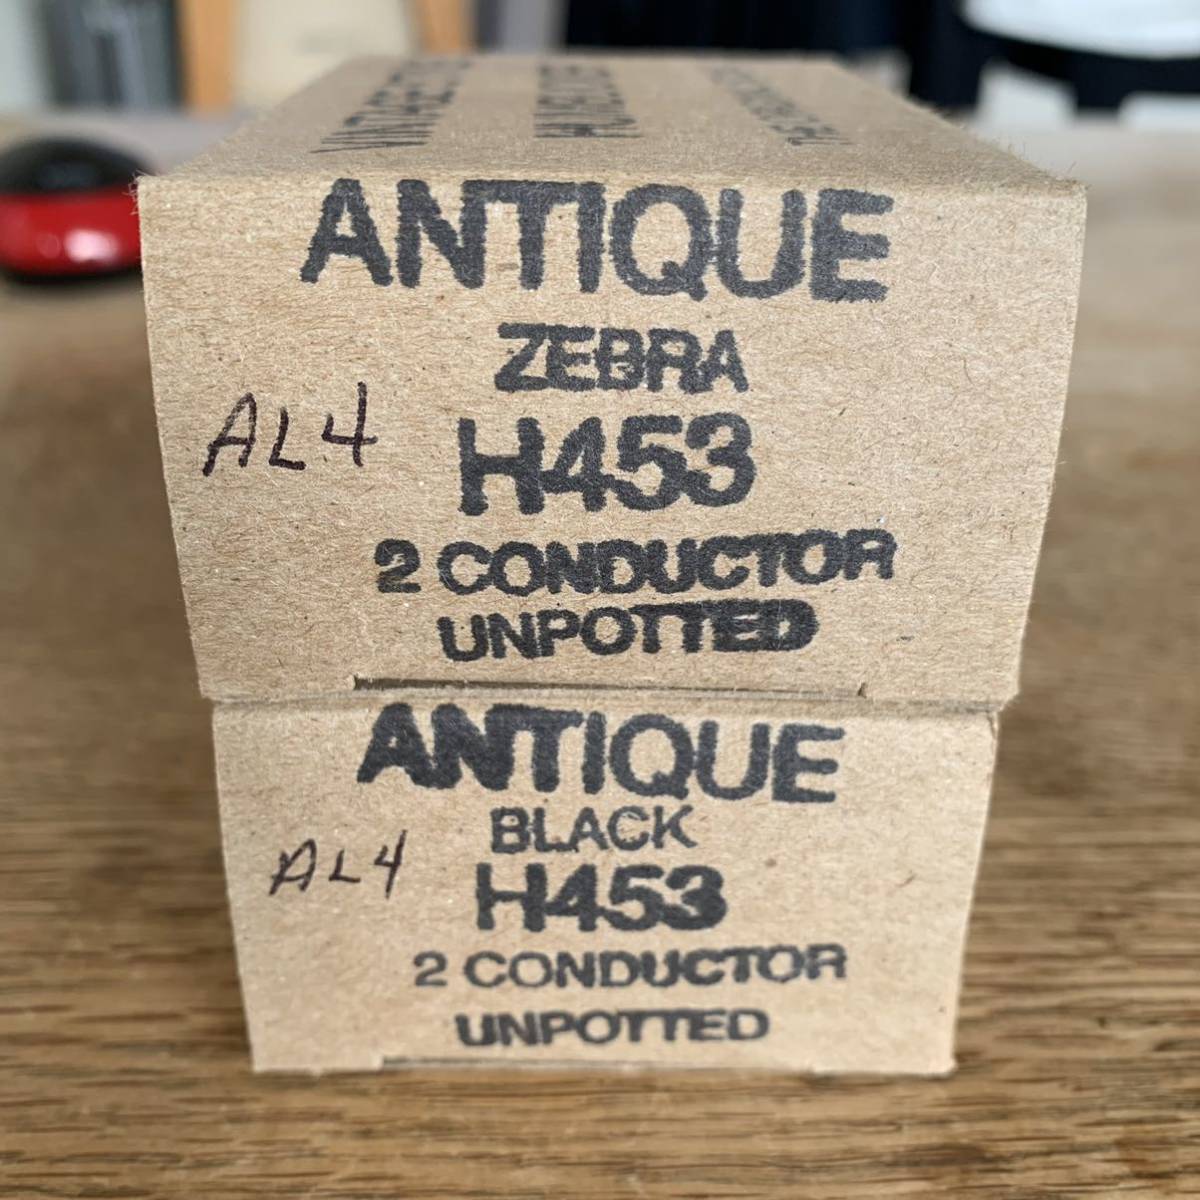 ANTIQUE
ZEBRA
AL4
H453
2 CONDUCTOR
UNPOTTED
ANTIQUE
BLACK
AL4
H453
2 CONDUCTOR
UNPOTTED